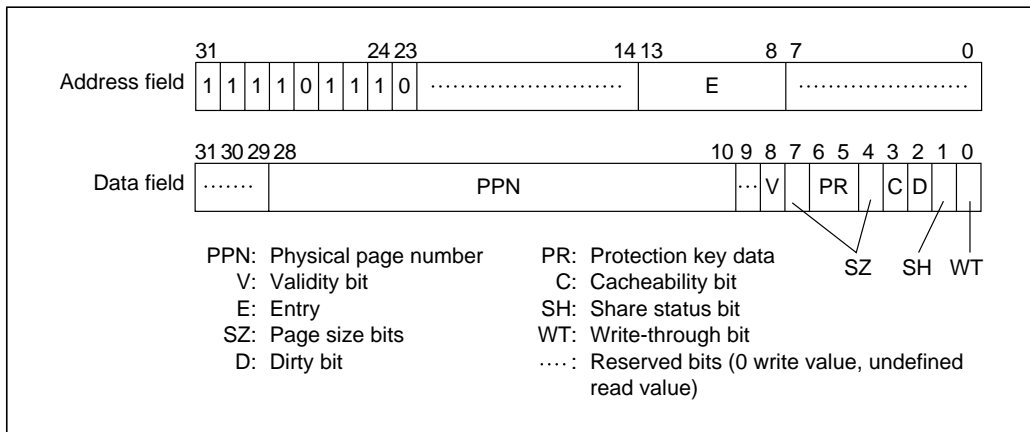 31 24 23 14 13 8 7 0
Address field 1 1 1 1 0 1 1 1 0 ························· E ······················
31 30 29 28 10 9 8 7 6 5 4 3 2 1 0
Data field ······· PPN ··· V PR C D
SZ SH WT
PPN: Physical page number
V: Validity bit
E: Entry
SZ: Page size bits
D: Dirty bit
PR: Protection key data
C: Cacheability bit
SH: Share status bit
WT: Write-through bit
····: Reserved bits (0 write value, undefined
read value)